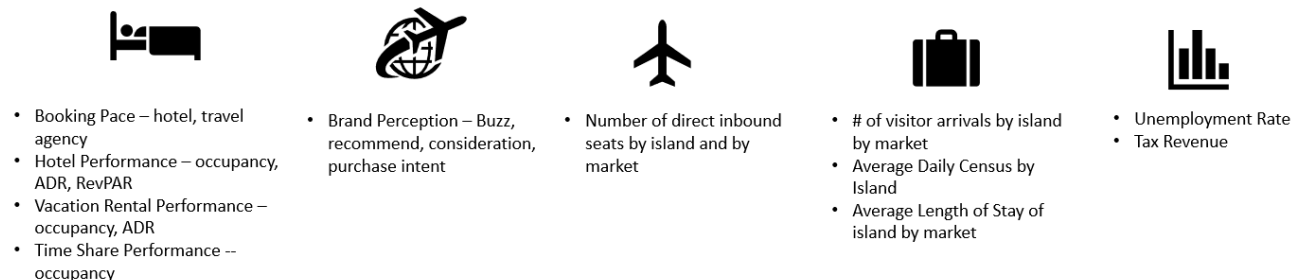 • Booking Pace – hotel, travel
agency
• Hotel Performance – occupancy,
ADR, RevPAR
• Vacation Rental Performance –
occupancy, ADR
• Time Share Performance --
occupancy
• Brand Perception – Buzz,
recommend, consideration,
purchase intent
• Number of direct inbound
seats by island and by
market
• # of visitor arrivals by island
by market
• Average Daily Census by
Island
• Average Length of Stay of
island by market
• Unemployment Rate
• Tax Revenue